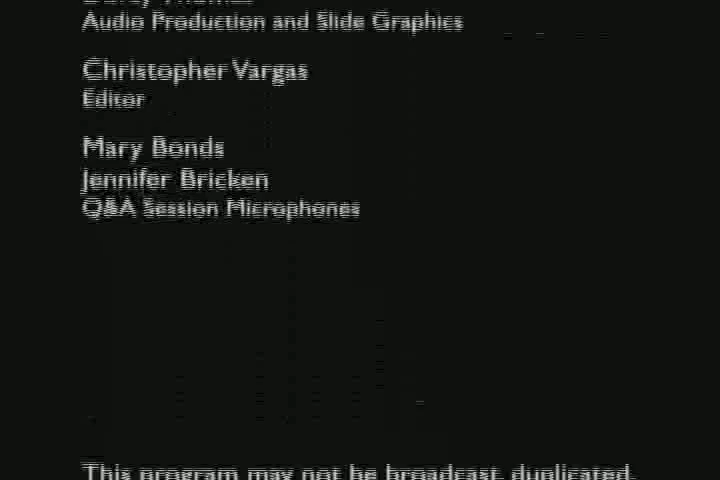 Audio Production and Slide Graphics
Christopher Vargas
Editor
Mary Bonds
Jennifer Bricken
Q&A Session Microphones
This program may not be broadcast, duplicated,